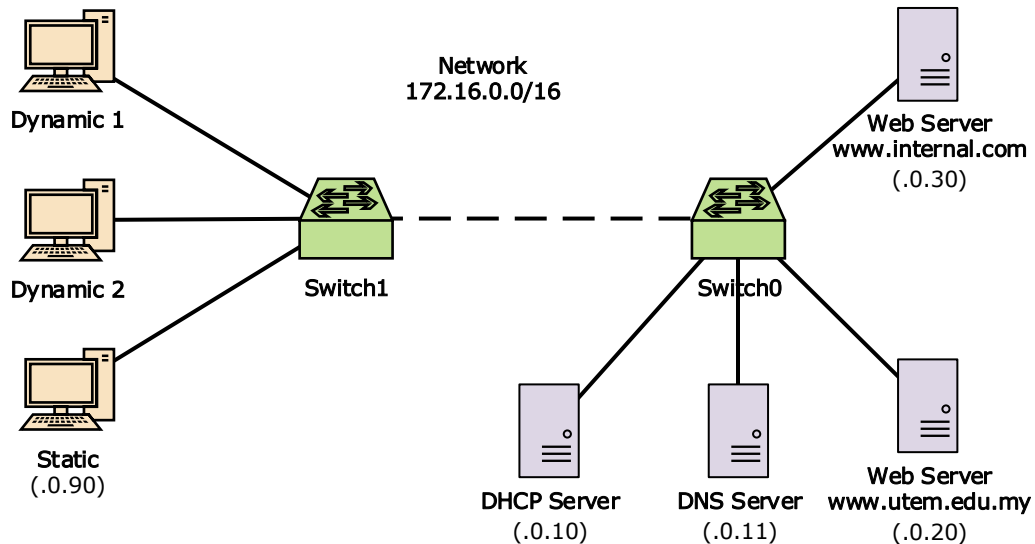 Network
172.16.0.0/16
Dynamic 1
Web Server
www.internal.com
(.0.30)
Dynamic 2
Switch1
Switch0
Static
(.0.90)
DHCP Server
(.0.10)
DNS Server
(.0.11)
Web Server
www.utem.edu.my
(.0.20)